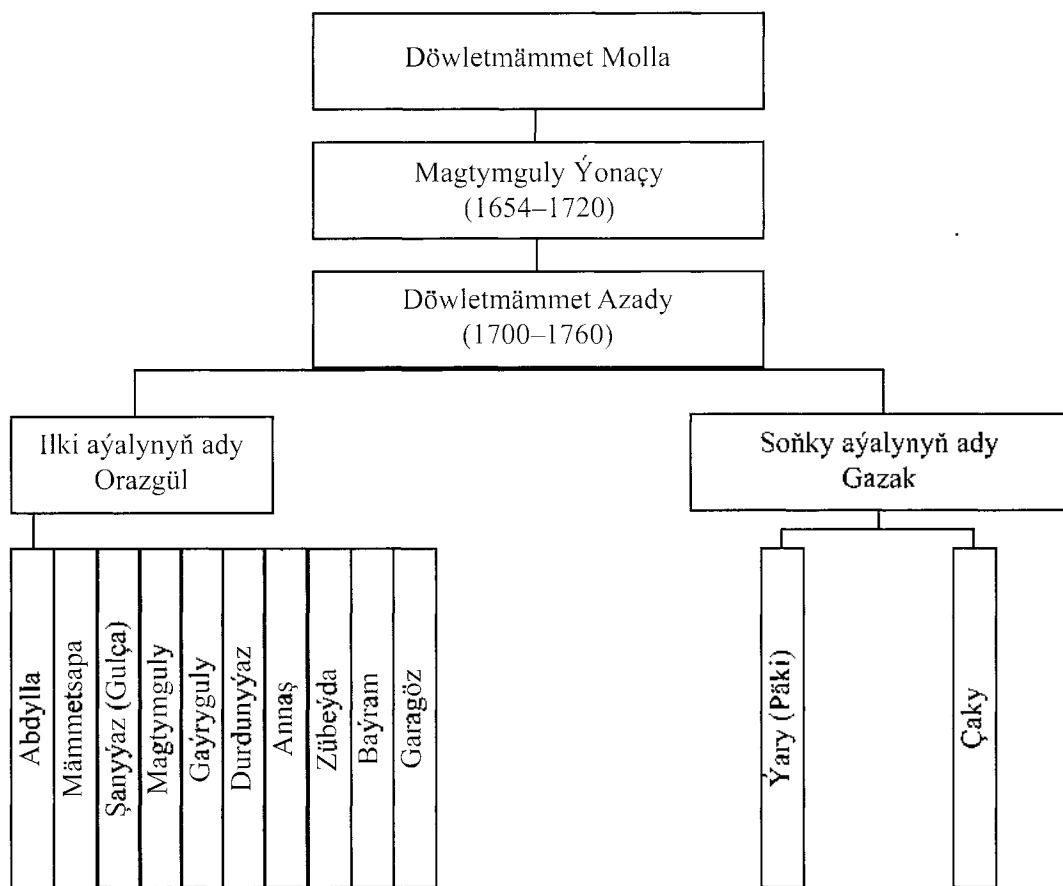 Döwletmämmet Molla
Magtymguly Ýonaçy
(1654–1720)
Döwletmämmet Azady
(1700–1760)
Ilki aýalynyň ady
Orazgül
Soňky aýalynyň ady
Gazak
Abdylla
Mämmetsapa
Şanyýaz (Gulça)
Magtymguly
Gaýryguly
Durdunyýaz
Annaş
Zübeýda
Baýram
Garagöz
Ýary (Päki)
Çaky